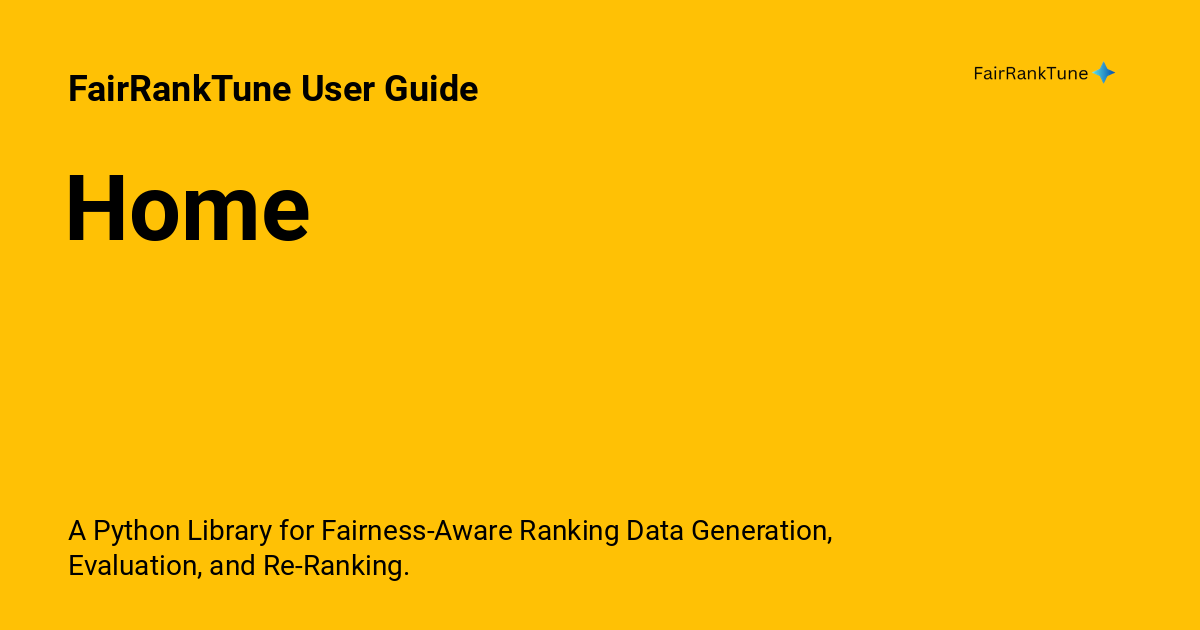 FairRankTune User Guide
FairRankTune
Home
A Python Library for Fairness-Aware Ranking Data Generation,
Evaluation, and Re-Ranking.